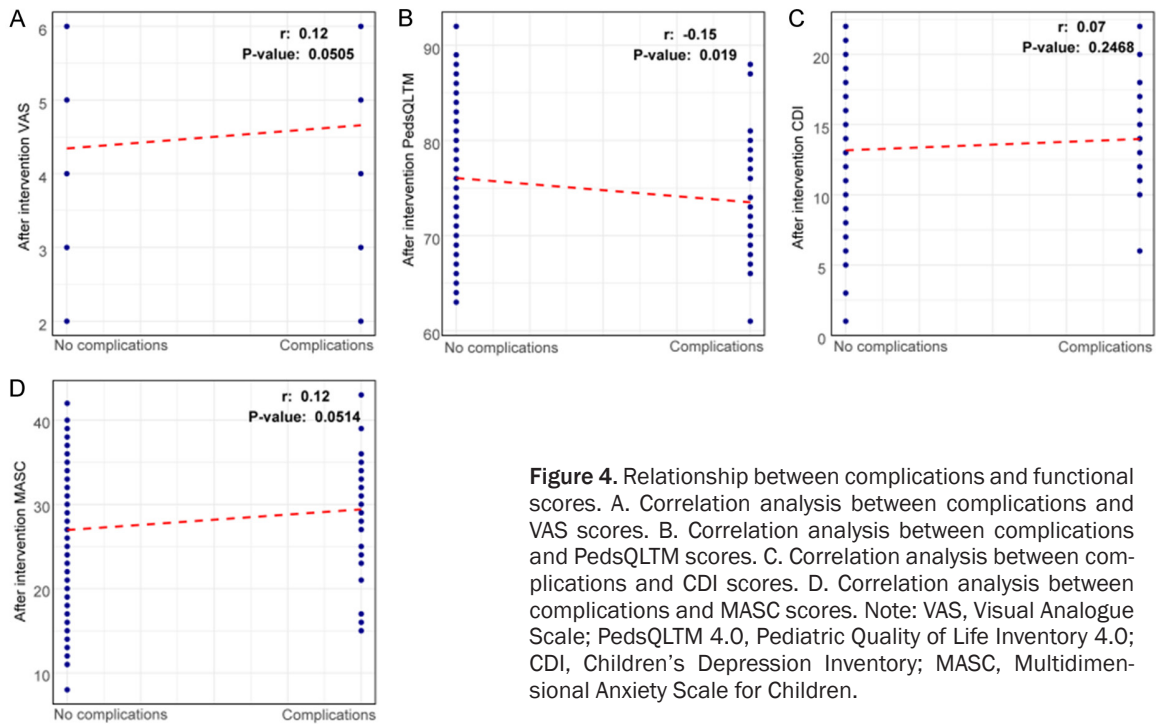 A
r: 0.12
P-value: 0.0505
After intervention VAS
6
5
4
3
2
No complications Complications
B
r: -0.15
P-value: 0.019
After intervention PedsQLTM
90
80
70
60
No complications Complications
C
r: 0.07
P-value: 0.2468
After intervention CDI
20
15
10
5
0
No complications Complications
D
r: 0.12
P-value: 0.0514
After intervention MASC
40
30
20
10
No complications Complications
Figure 4. Relationship between complications and functional
scores. A. Correlation analysis between complications and
VAS scores. B. Correlation analysis between complications
and PedsQLTM scores. C. Correlation analysis between com-
plications and CDI scores. D. Correlation analysis between
complications and MASC scores. Note: VAS, Visual Analogue
Scale; PedsQLTM 4.0, Pediatric Quality of Life Inventory 4.0;
CDI, Children's Depression Inventory; MASC, Multidimen-
sional Anxiety Scale for Children.